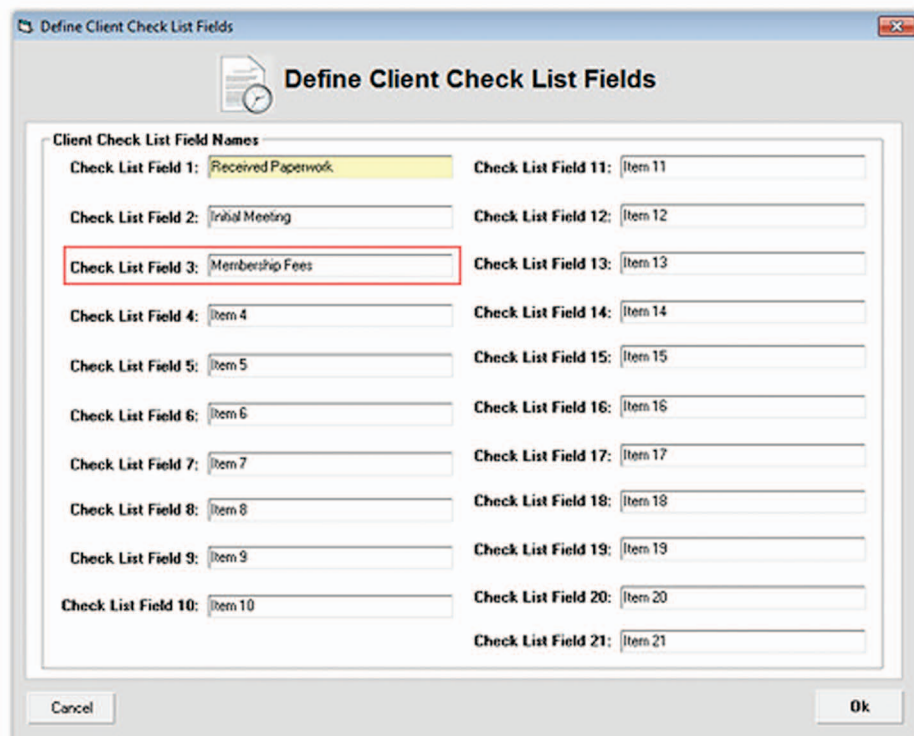 Define Client Check List Fields
Define Client Check List Fields
Client Check List Field Names
Check List Field 1: Received Paperwork
Check List Field 2: Initial Meeting
Check List Field 3: Membership Fees
Check List Field 4: Item 4
Check List Field 5: Item 5
Check List Field 6: Item 6
Check List Field 7: Item 7
Check List Field 8: Item 8
Check List Field 9: Item 9
Check List Field 10: Item 10
Check List Field 11: Item 11
Check List Field 12: Item 12
Check List Field 13: Item 13
Check List Field 14: Item 14
Check List Field 15: Item 15
Check List Field 16: Item 16
Check List Field 17: Item 17
Check List Field 18: Item 18
Check List Field 19: Item 19
Check List Field 20: Item 20
Check List Field 21: Item 21
Cancel
Ok